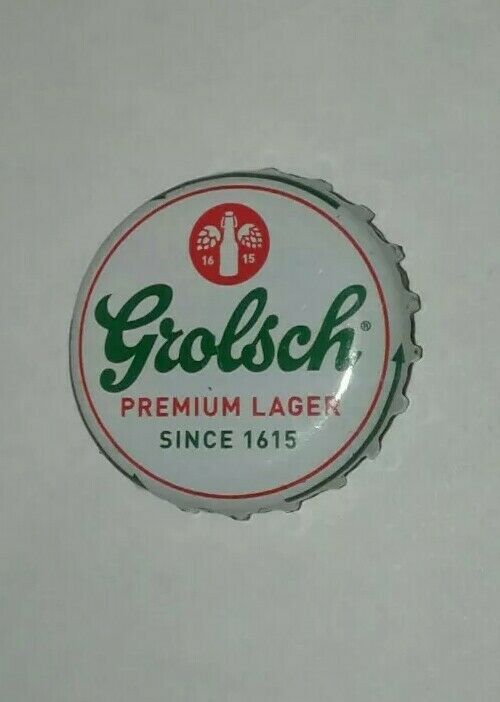 16 15
Grolsch®
PREMIUM LAGER
SINCE 1615